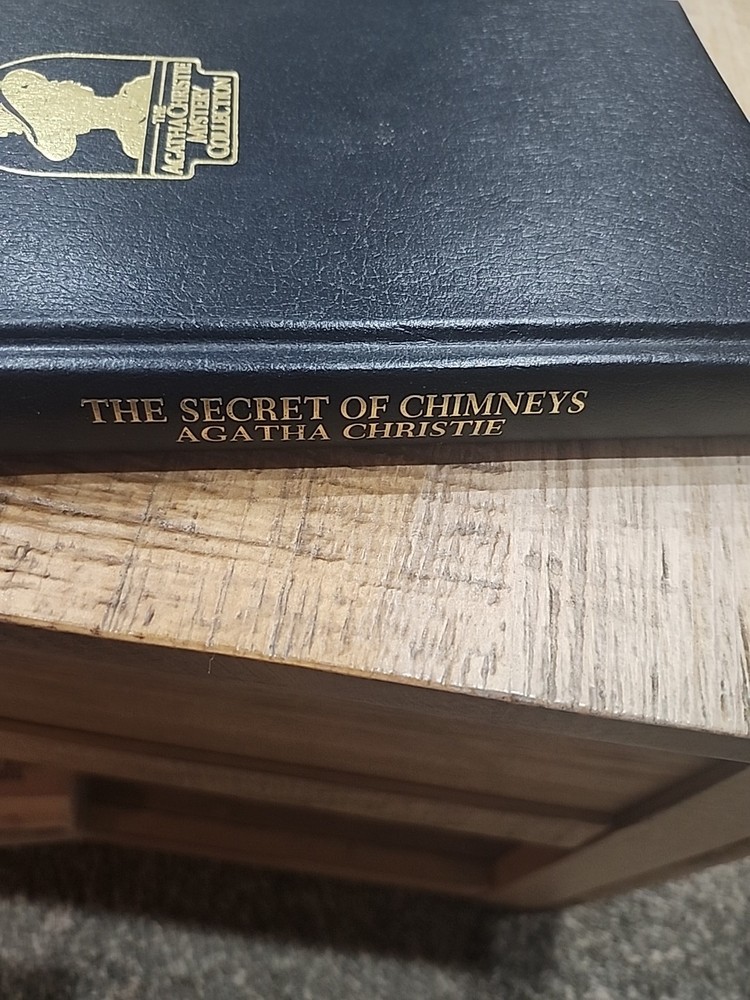 THE
AGATHA CHRISTIE
MYSTERY
COLLECTION
THE SECRET OF CHIMNEYS
AGATHA CHRISTIE